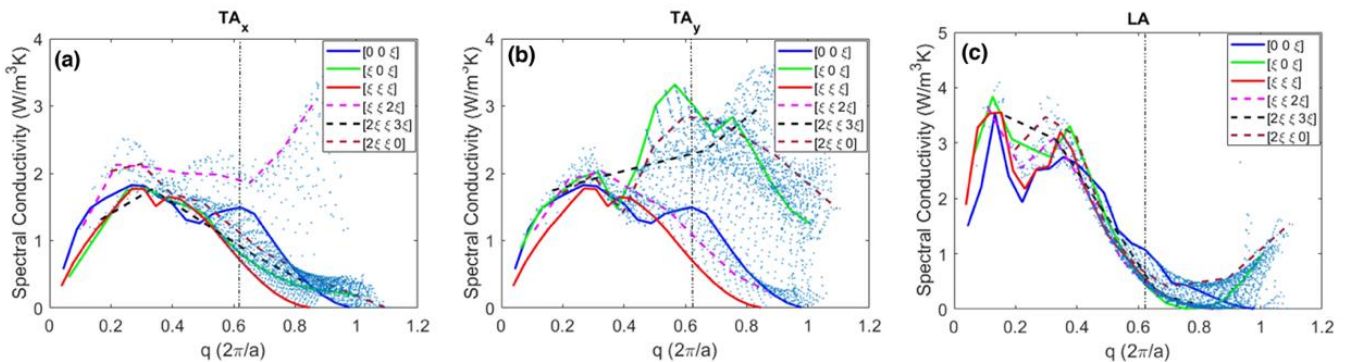 TAx
(a)
Spectral Conductivity (W/m³K)
4
3
2
1
0
0 0.2 0.4 0.6 0.8 1 1.2
q (2π/a)
[0 0 ξ]
[ξ 0 ξ]
[ξ ξ ξ]
[ξ ξ 2ξ]
[2ξ ξ 3ξ]
[2ξ ξ 0]
TAy
(b)
Spectral Conductivity (W/m³K)
4
3
2
1
0
0 0.2 0.4 0.6 0.8 1 1.2
q (2π/a)
[0 0 ξ]
[ξ 0 ξ]
[ξ ξ ξ]
[ξ ξ 2ξ]
[2ξ ξ 3ξ]
[2ξ ξ 0]
LA
(c)
Spectral Conductivity (W/m³K)
5
4
3
2
1
0
0 0.2 0.4 0.6 0.8 1 1.2
q (2π/a)
[0 0 ξ]
[ξ 0 ξ]
[ξ ξ ξ]
[ξ ξ 2ξ]
[2ξ ξ 3ξ]
[2ξ ξ 0]